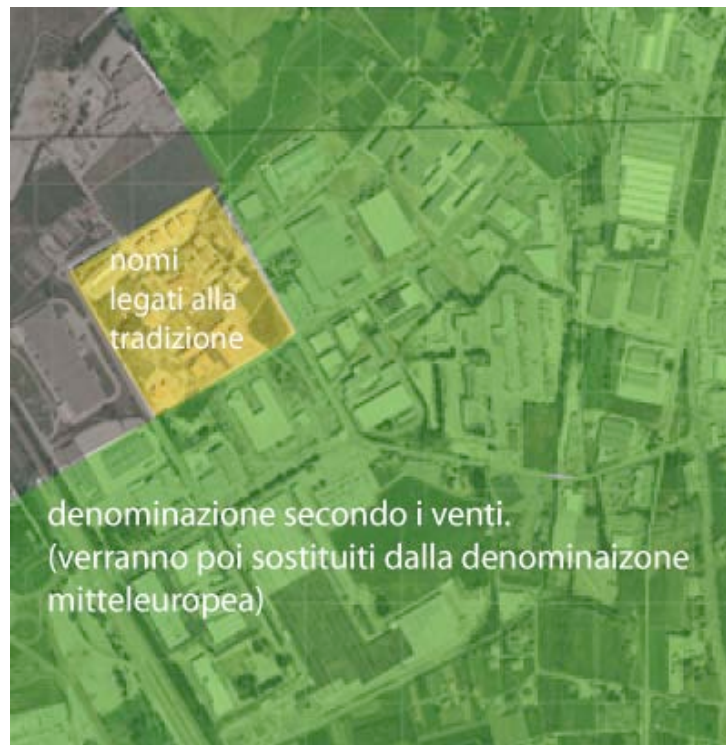 nomi
legati alla
tradizione
denominazione secondo i venti.
(verranno poi sostituiti dalla denominaizone
mitteleuropea)